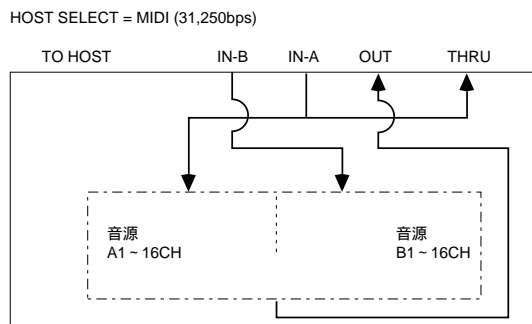 HOST SELECT = MIDI (31,250bps)
TO HOST IN-B IN-A OUT THRU
音源
A1 ~ 16CH
音源
B1 ~ 16CH